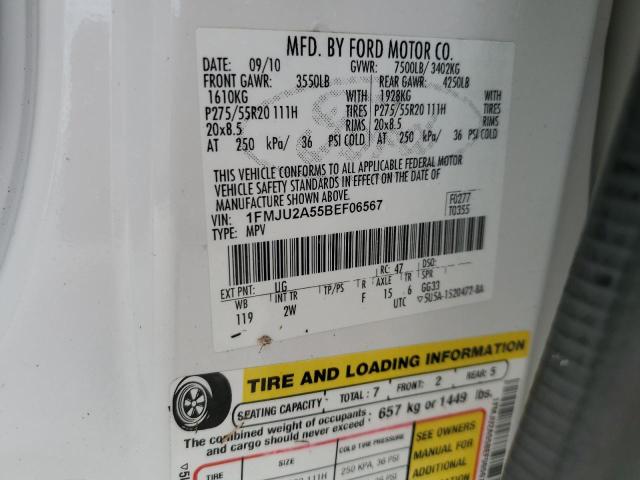 MFD. BY FORD MOTOR CO.
DATE: 09/10 GVWR: 7500LB/ 3402KG
FRONT GAWR: 3550LB REAR GAWR: 4250LB
1610KG WITH 1928KG WITH
P275/55R20 111H TIRES P275/55R20 111H TIRES
20x8.5 RIMS 20x8.5 RIMS
AT 250 kPa/ 36 PSI COLD AT 250 kPa/ 36 PSI COLD
THIS VEHICLE CONFORMS TO ALL APPLICABLE FEDERAL MOTOR
VEHICLE SAFETY STANDARDS IN EFFECT ON THE DATE OF
MANUFACTURE SHOWN ABOVE.
VIN: 1FMJU2A55BEF06567 F0277
TYPE: MPV T0355
EXT PNT: UG RC: 47 DSO:
WB INT TR TP/PS R AXLE TR SPR
119 2W F 15 6 GG33
UTC ▽5U5A-1520472-BA
TIRE AND LOADING INFORMATION
SEATING CAPACITY TOTAL: 7 FRONT: 2 REAR: 5
The combined weight of occupants and cargo should never exceed 657 kg or 1449 lbs.
TIRE SIZE COLD TIRE PRESSURE
250 KPA, 36 PSI
SEE OWNERS
MANUAL FOR
ADDITIONAL